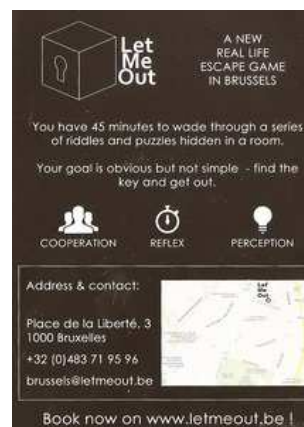 Let
Me
Out
A NEW
REAL LIFE
ESCAPE GAME
IN BRUSSELS
You have 45 minutes to wade through a series
of riddles and puzzles hidden in a room.
Your goal is obvious but not simple - find the
key and get out.
COOPERATION
REFLEX
PERCEPTION
Address & contact:
Place de la Liberté, 3
1000 Bruxelles
+32 (0)483 71 95 96
brussels@letmeout.be
Let
Me
Out
Book now on www.letmeout.be !